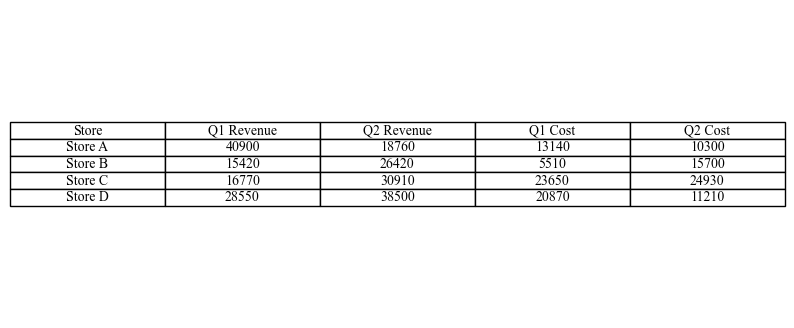 Store Q1 Revenue Q2 Revenue Q1 Cost Q2 Cost
Store A 40900 18760 13140 10300
Store B 15420 26420 5510 15700
Store C 16770 30910 23650 24930
Store D 28550 38500 20870 11210